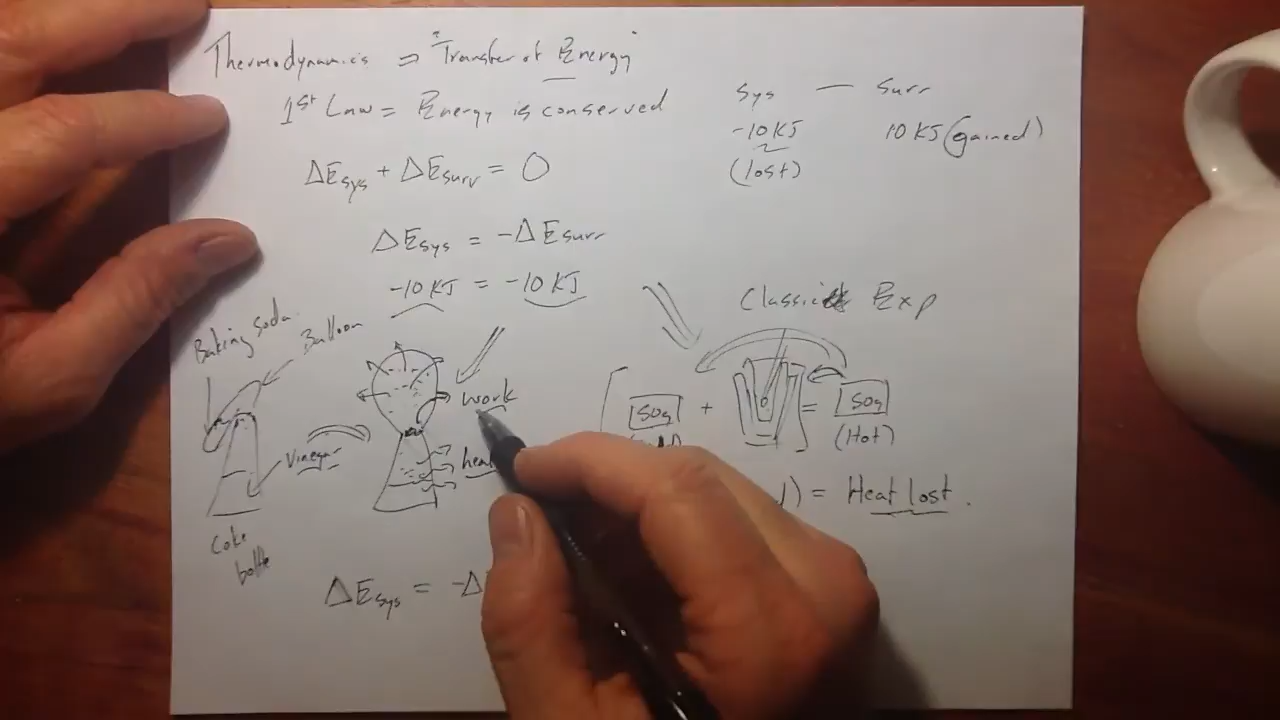 Thermodynamics ⇒ "Transfer of Energy"
1st Law = Energy is conserved
ΔEsys + ΔEsurr = 0
ΔEsys = -ΔEsurr
-10 KJ = -10 KJ
Sys — Surr
-10 KJ 10 KJ (gained)
(lost)
Baking Soda
Balloon
Vinegar
Coke
bottle
work
Classic Exp
50g + = 50g
(Hot)
= Heat lost.
ΔEsys = -Δ